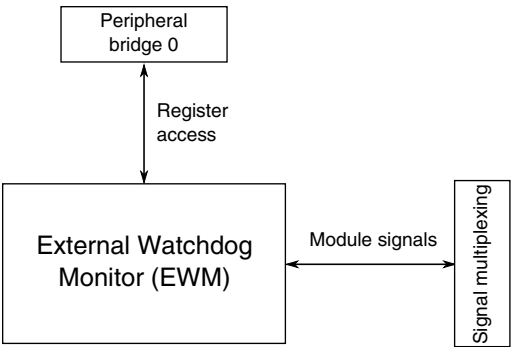 Peripheral
bridge 0
Register
access
External Watchdog
Monitor (EWM)
Module signals
Signal multiplexing